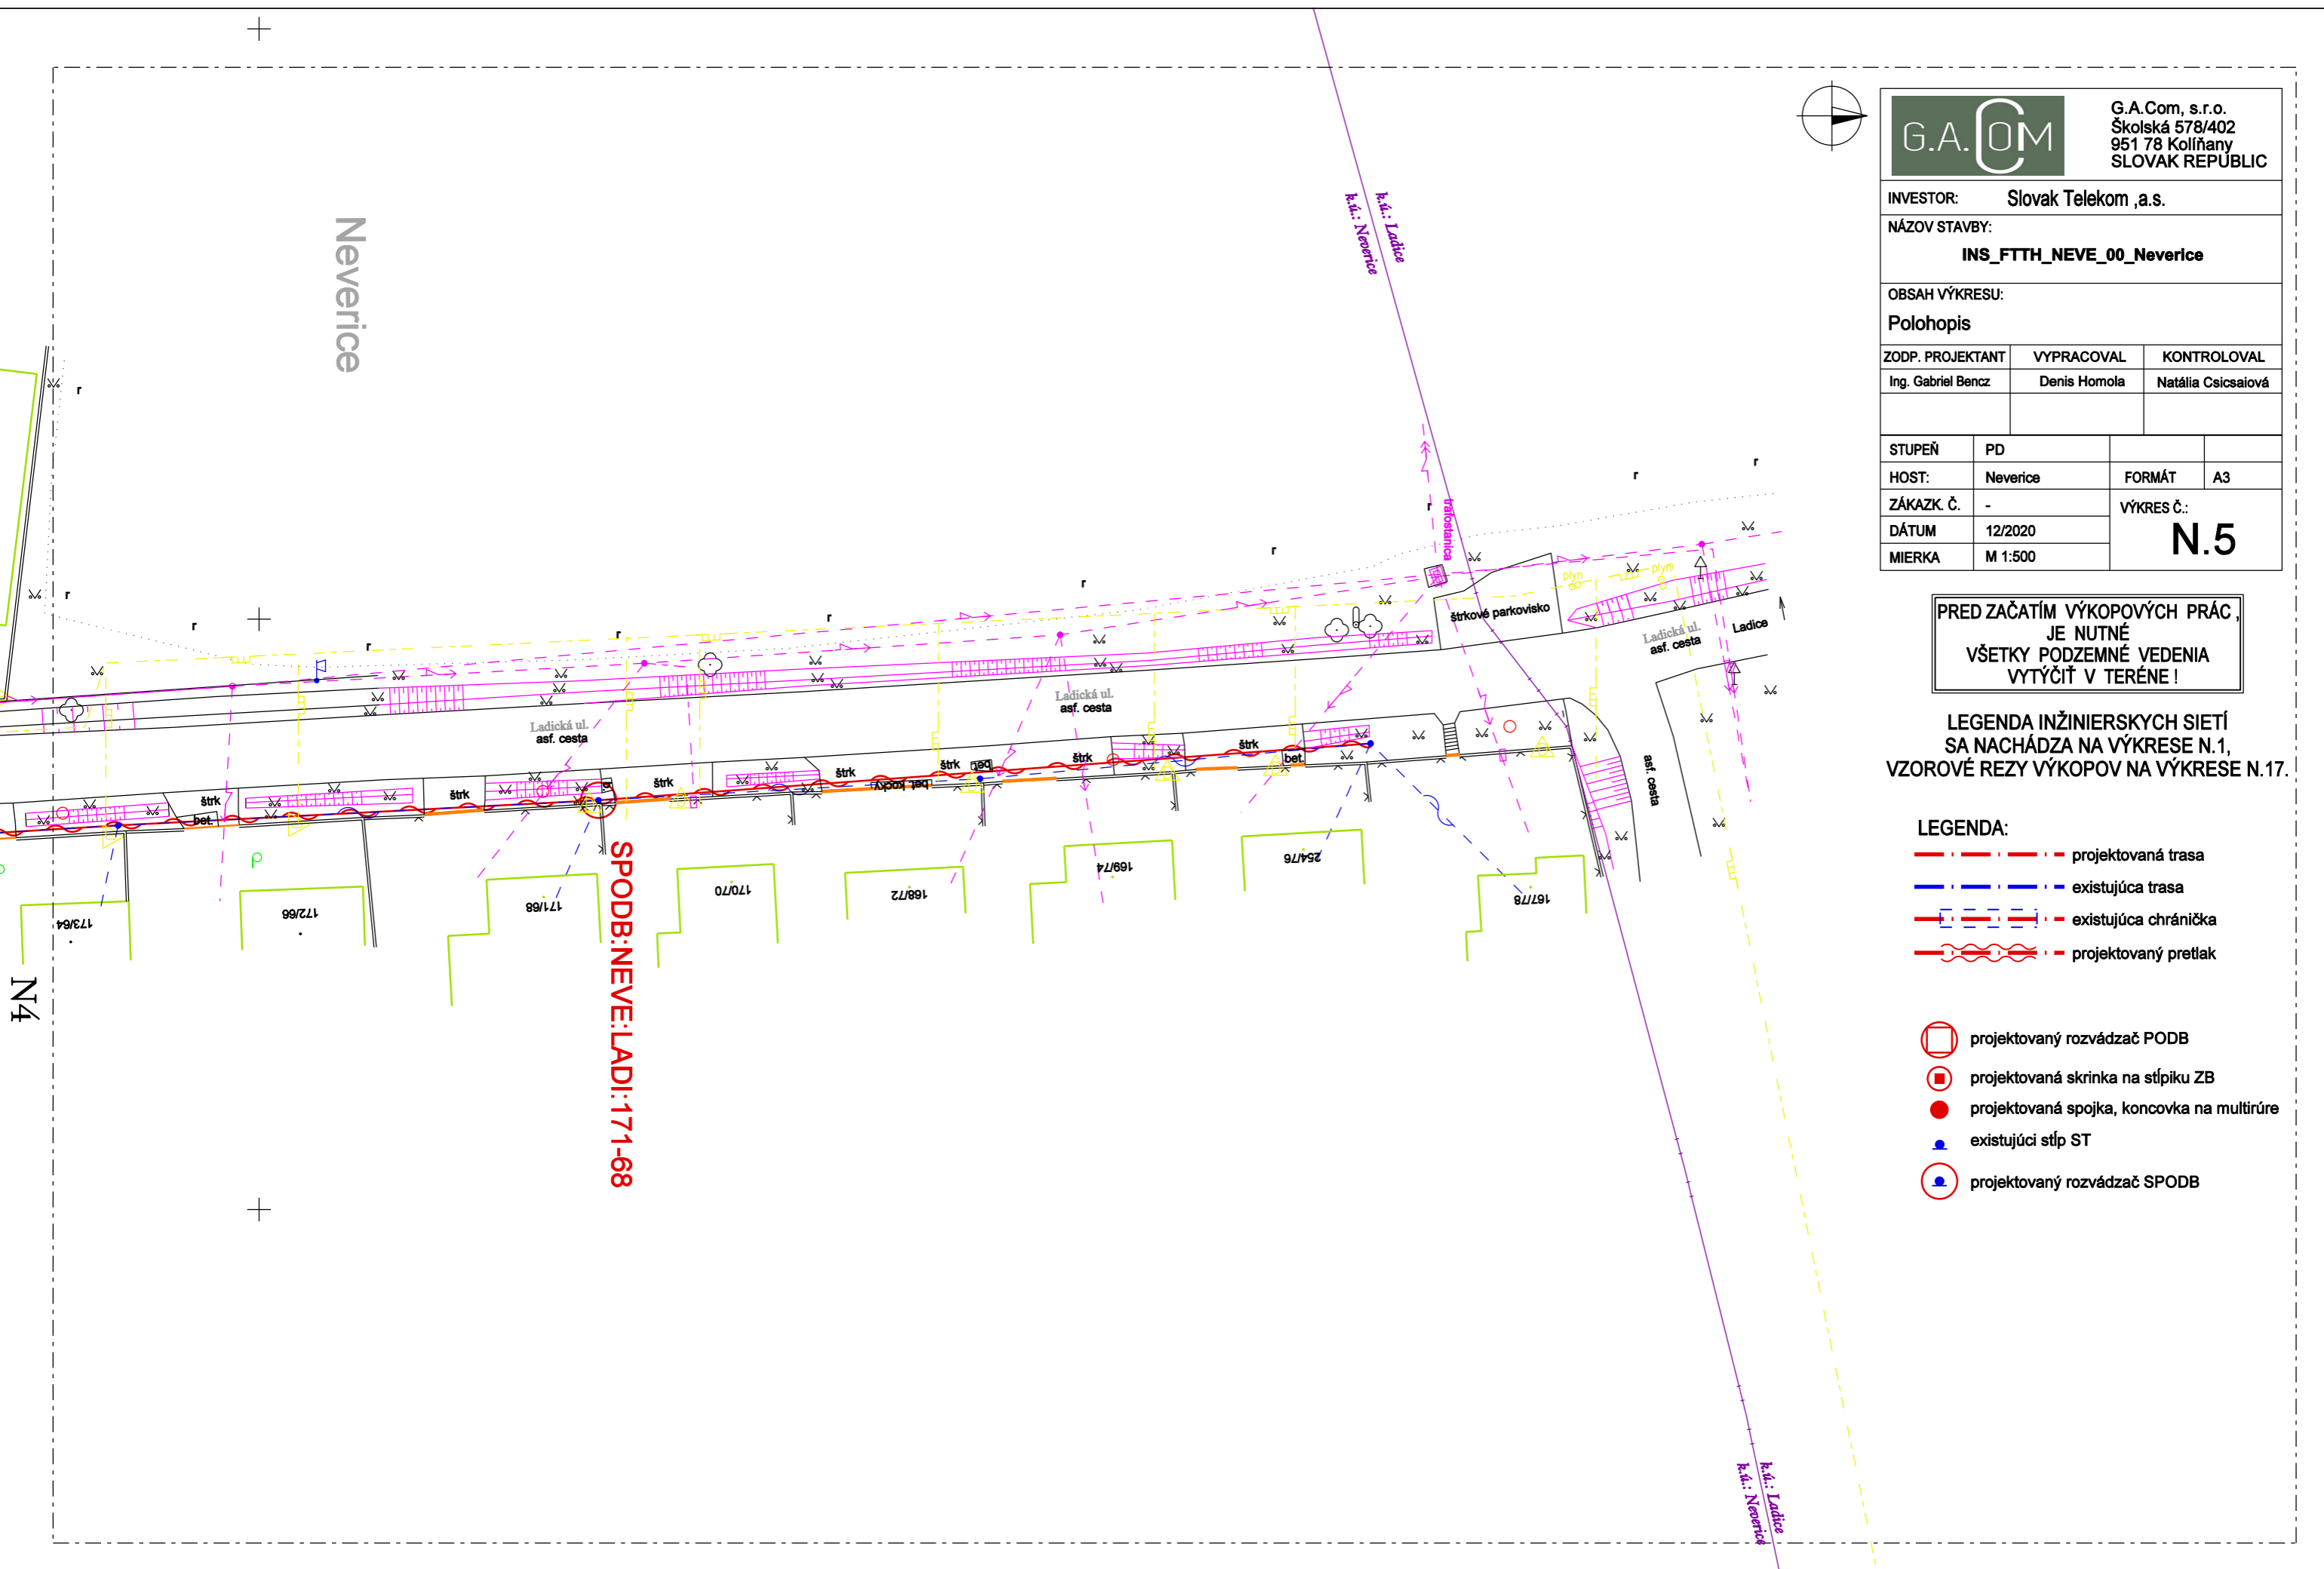 G.A.COM
G.A.Com, s.r.o.
Školská 578/402
951 78 Kolíňany
SLOVAK REPUBLIC
INVESTOR: Slovak Telekom ,a.s.
NÁZOV STAVBY:
INS_FTTH_NEVE_00_Neverice
OBSAH VÝKRESU:
Polohopis
ZODP. PROJEKTANT VYPRACOVAL KONTROLOVAL
Ing. Gabriel Bencz Denis Homola Natália Csicsaiová
STUPEŇ PD
HOST: Neverice FORMÁT A3
ZÁKAZK. Č. - VÝKRES Č.:
DÁTUM 12/2020
N.5
MIERKA M 1:500
PRED ZAČATÍM VÝKOPOVÝCH PRÁC ,
JE NUTNÉ
VŠETKY PODZEMNÉ VEDENIA
VYTÝČIŤ V TERÉNE !
LEGENDA INŽINIERSKYCH SIETÍ
SA NACHÁDZA NA VÝKRESE N.1,
VZOROVÉ REZY VÝKOPOV NA VÝKRESE N.17.
LEGENDA:
projektovaná trasa
existujúca trasa
existujúca chránička
projektovaný pretlak
projektovaný rozvádzač PODB
projektovaná skrinka na stĺpiku ZB
projektovaná spojka, koncovka na multirúre
existujúci stĺp ST
projektovaný rozvádzač SPODB
Neverice
k.ú.: Ladice
k.ú.: Neverice
trafostanica
r
r
r
r
r
r
r
r
r
r
plyn
plyn
štrkové parkovisko
Ladická ul.
asf. cesta
Ladice
Ladická ul.
asf. cesta
Ladická ul.
asf. cesta
asf. cesta
štrk
bet.
štrk
štrk
štrk
štrk
bet.
štrk
štrk
bet.
bet. kocky
173/64
172/66
171/68
170/70
168/72
169/74
254/76
167/78
SPODB:NEVE:LADI:171-68
N4
k.ú.: Ladice
k.ú.: Neverice